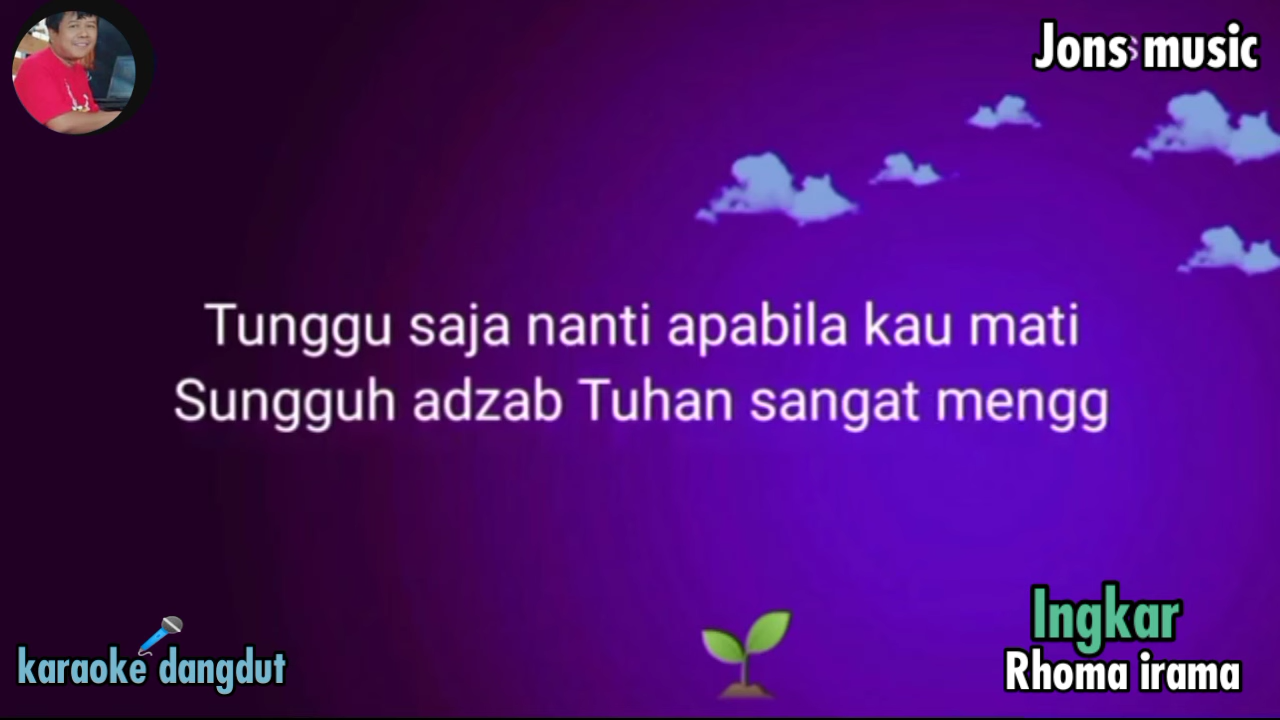 Jons music
Tunggu saja nanti apabila kau mati
Sungguh adzab Tuhan sangat mengg
karaoke dangdut
Ingkar
Rhoma irama